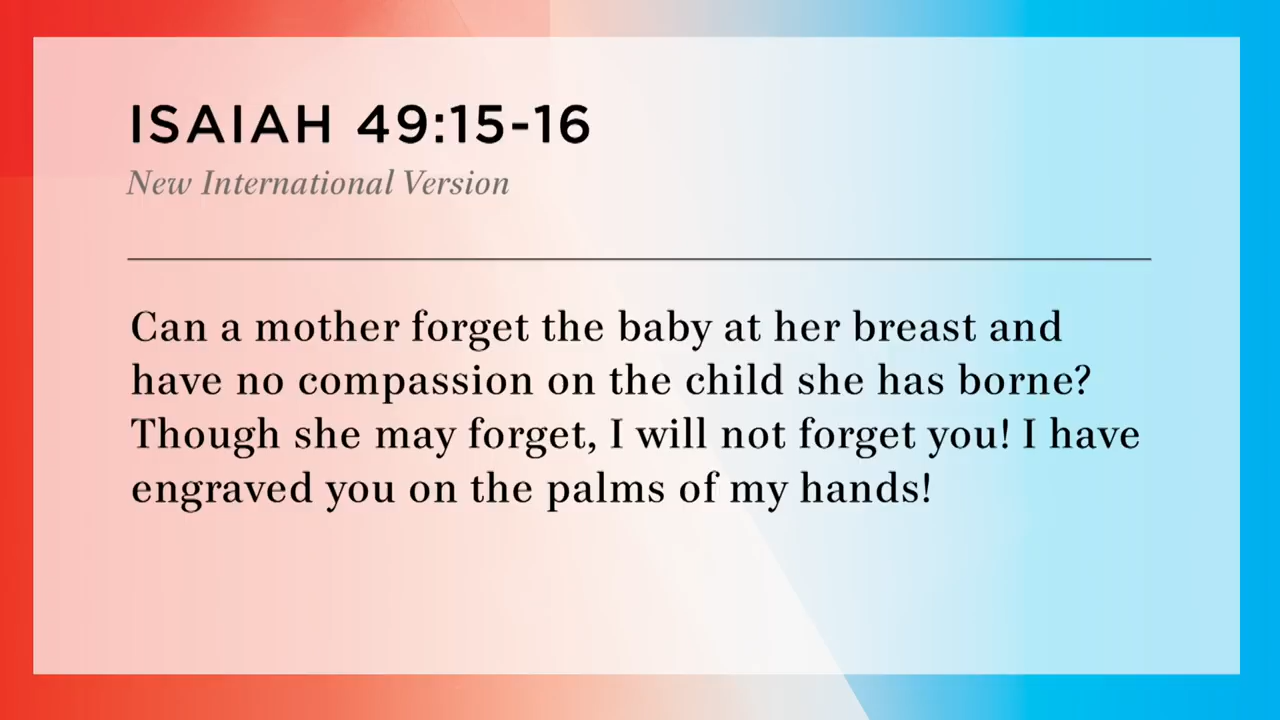 ISAIAH 49:15-16
New International Version
Can a mother forget the baby at her breast and
have no compassion on the child she has borne?
Though she may forget, I will not forget you! I have
engraved you on the palms of my hands!